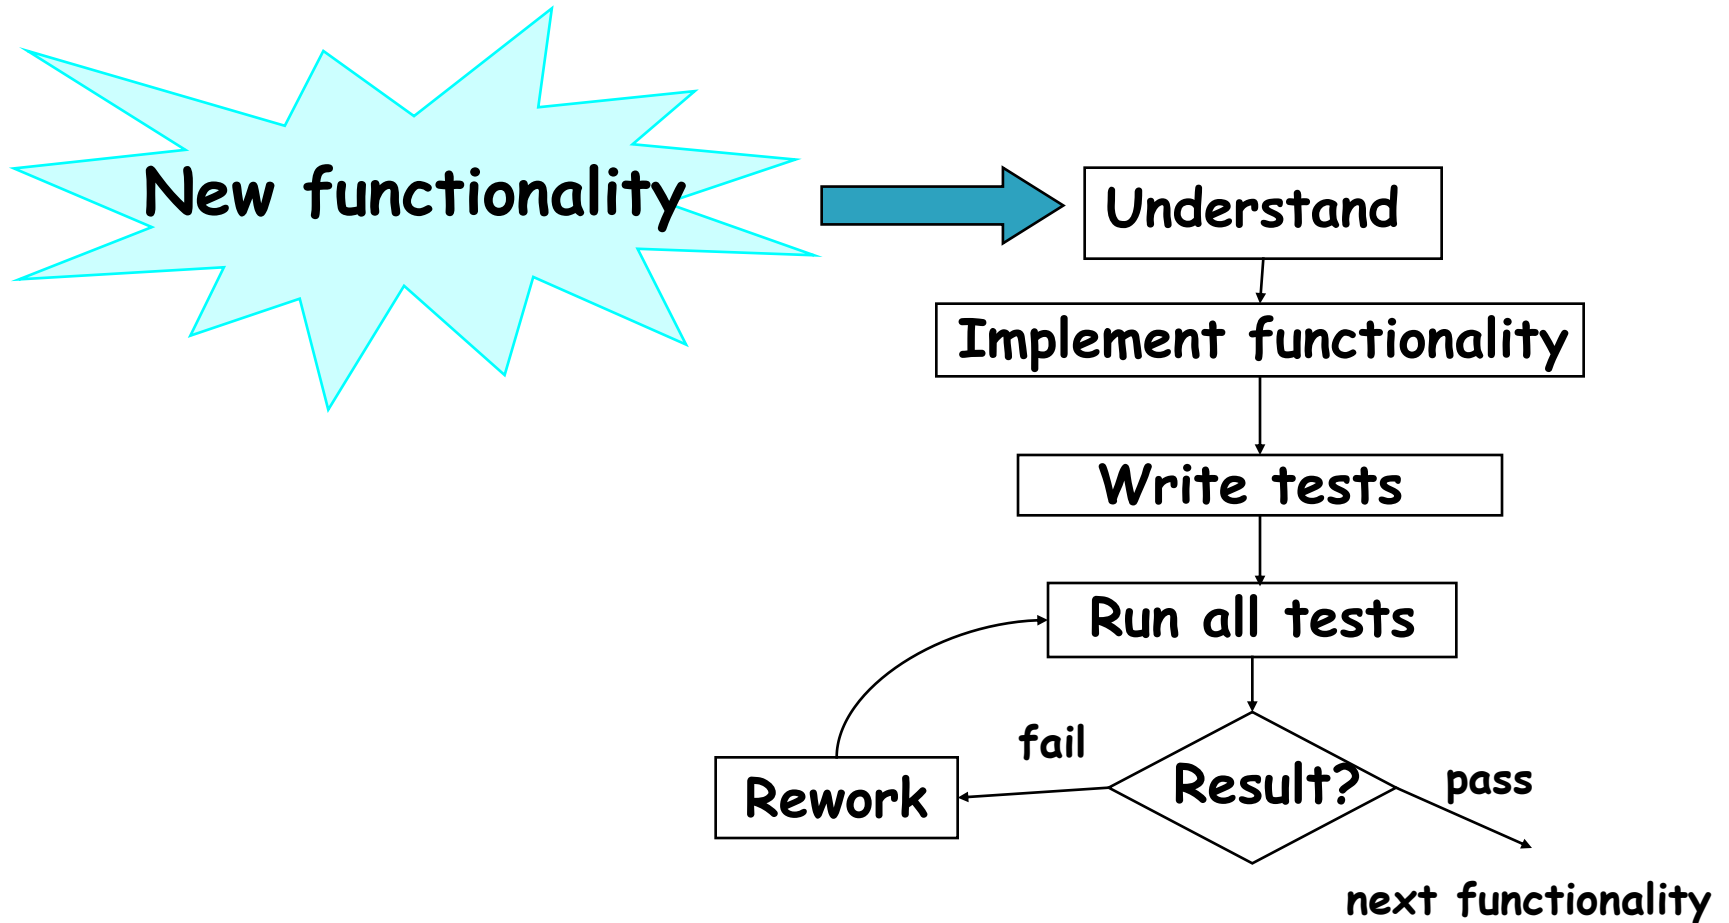 New functionality
Understand
Implement functionality
Write tests
Run all tests
fail
Result?
pass
Rework
next functionality